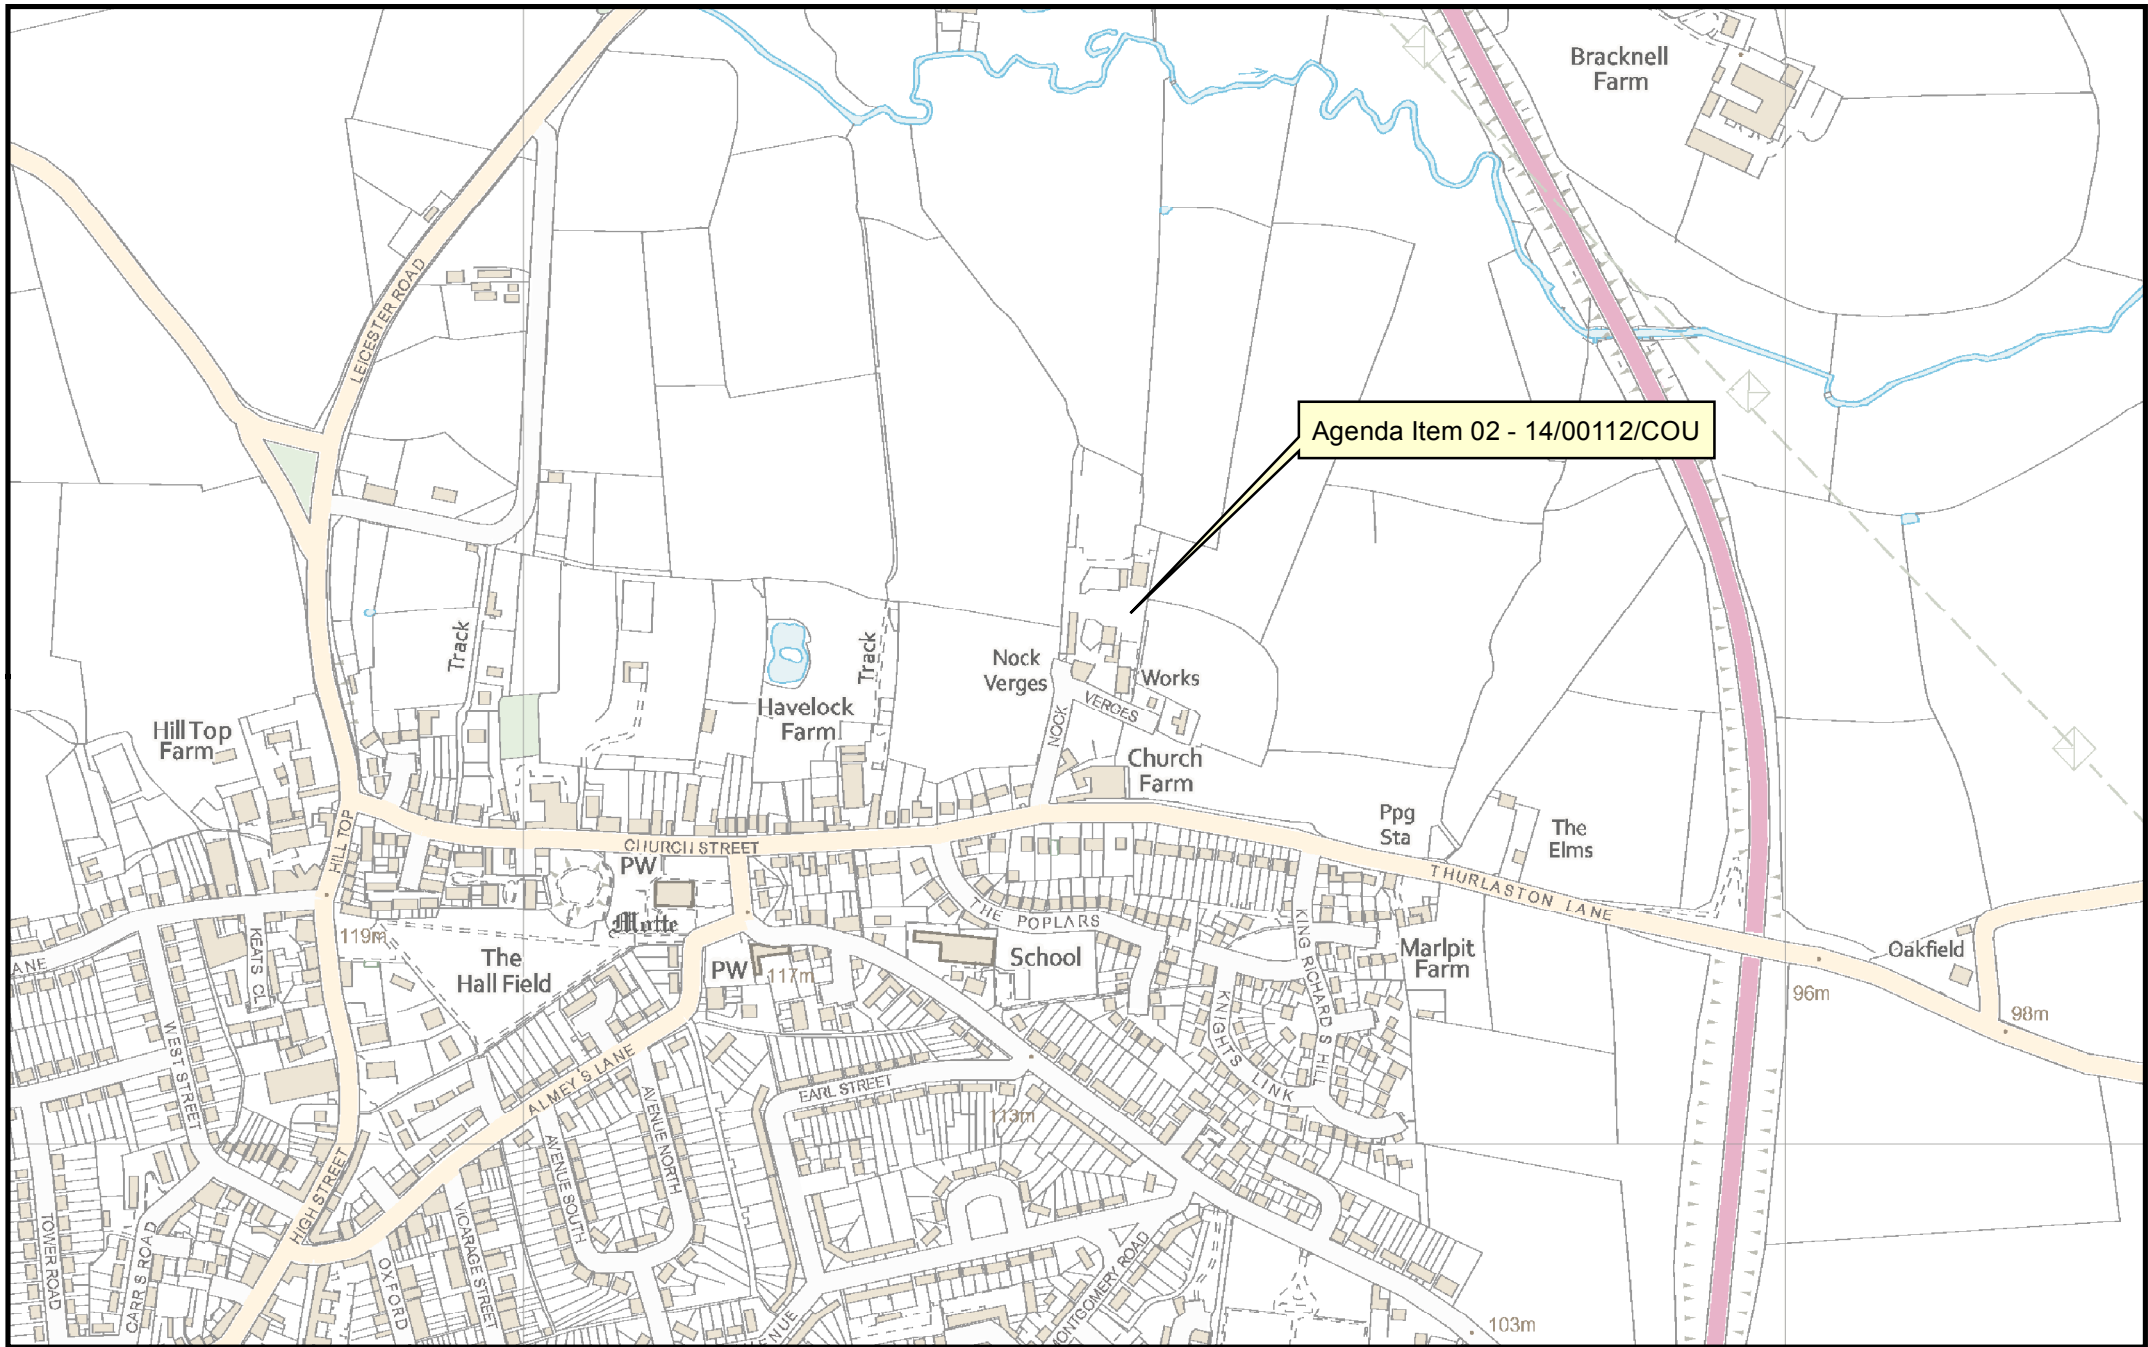 Bracknell
Farm
LEICESTER ROAD
Agenda Item 02 - 14/00112/COU
Track
Track
Nock
Verges
Works
VERGES
NOCK
Havelock
Farm
Hill Top
Farm
Church
Farm
Ppg
Sta
The
Elms
HILL TOP
CHURCH STREET
PW
THURLASTON LANE
Motte
THE POPLARS
KING RICHARD S HILL
119m
KEATS CL
The
Hall Field
PW
117m
School
Marlpit
Farm
Oakfield
ANE
96m
98m
KNIGHTS LINK
WEST STREET
ALMEY'S LANE
EARL STREET
113m
AVENUE NORTH
AVENUE SOUTH
HIGH STREET
VICARAGE STREET
TOWER ROAD
CARR S ROAD
OXFORD
MONTGOMERY ROAD
ENUE
103m